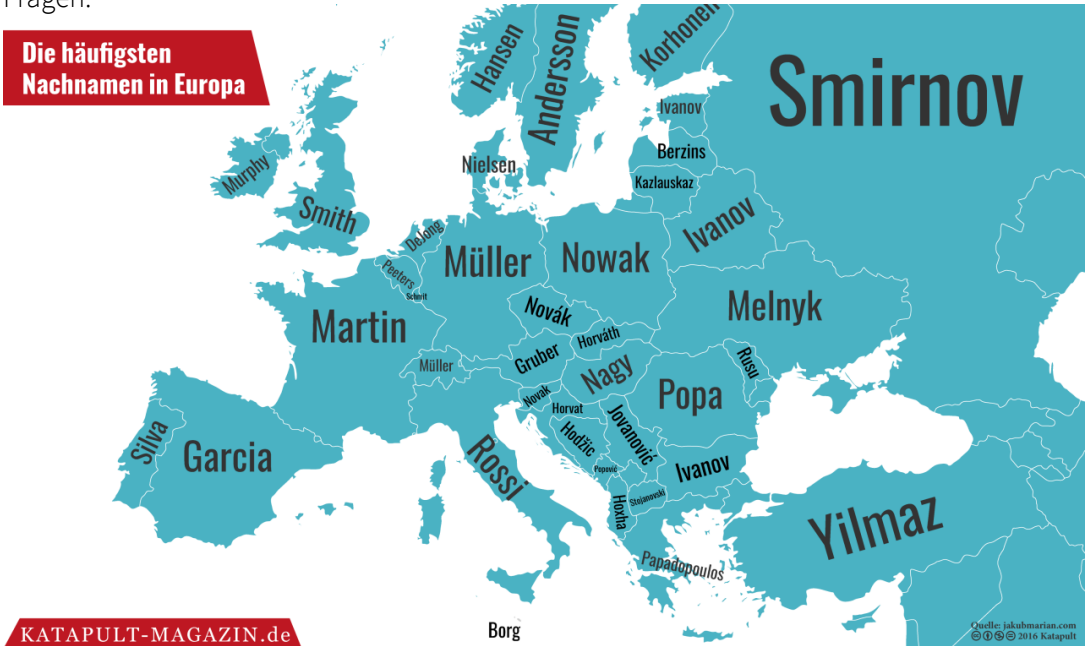 Fragen:
Die häufigsten
Nachnamen in Europa
Smirnov
Korhonen
Hansen
Andersson
Ivanov
Berzins
Kazlauskaz
Nielsen
Murphy
Smith
Ivanov
DeJong
Müller
Nowak
Peeters
Schmit
Melnyk
Martin
Novák
Horváth
Gruber
Müller
Nagy
Rusu
Popa
Novak
Horvat
Silva
Garcia
Rossi
Hodžic
Jovanović
Ivanov
Popović
Stojanovski
Hoxha
Yilmaz
Papadopoulos
Borg
KATAPULT-MAGAZIN.de
Quelle: jakubmarian.com
2016 Katapult